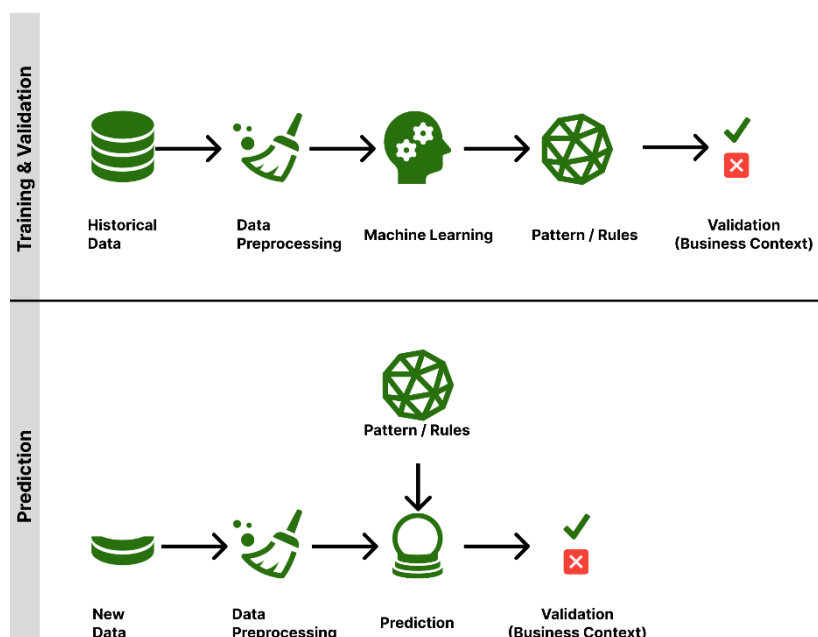 Training & Validation
Historical
Data
Data
Preprocessing
Machine Learning
Pattern / Rules
Validation
(Business Context)
Prediction
Pattern / Rules
New
Data
Data
Preprocessing
Prediction
Validation
(Business Context)